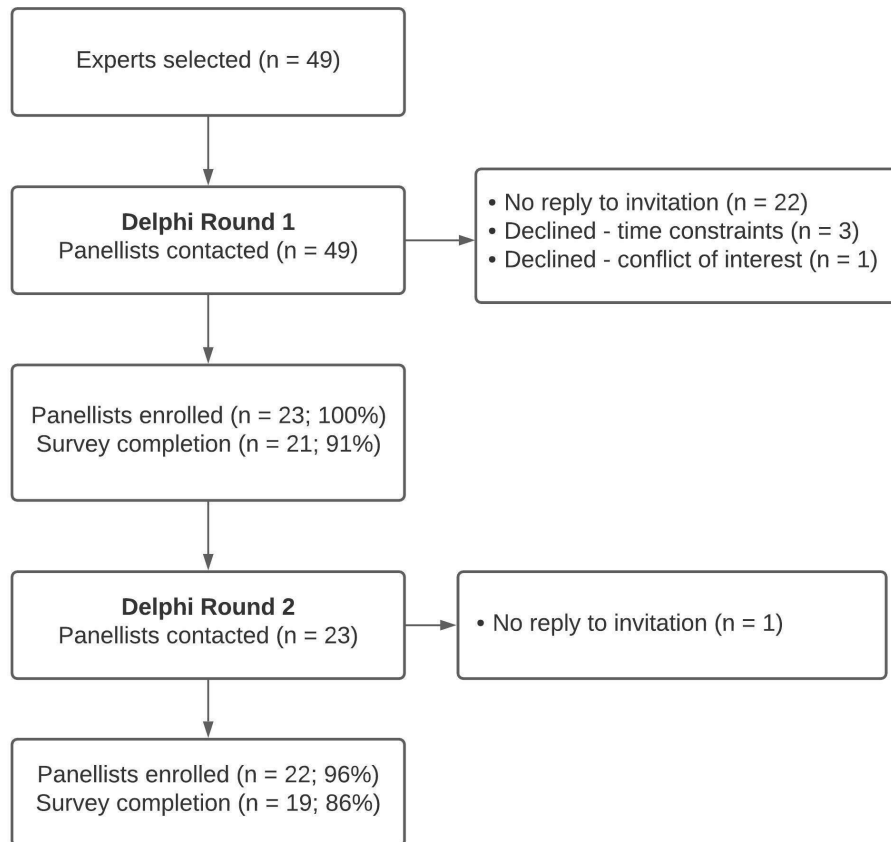 Experts selected (n = 49)
Delphi Round 1
Panellists contacted (n = 49)
• No reply to invitation (n = 22)
• Declined - time constraints (n = 3)
• Declined - conflict of interest (n = 1)
Panellists enrolled (n = 23; 100%)
Survey completion (n = 21; 91%)
Delphi Round 2
Panellists contacted (n = 23)
• No reply to invitation (n = 1)
Panellists enrolled (n = 22; 96%)
Survey completion (n = 19; 86%)